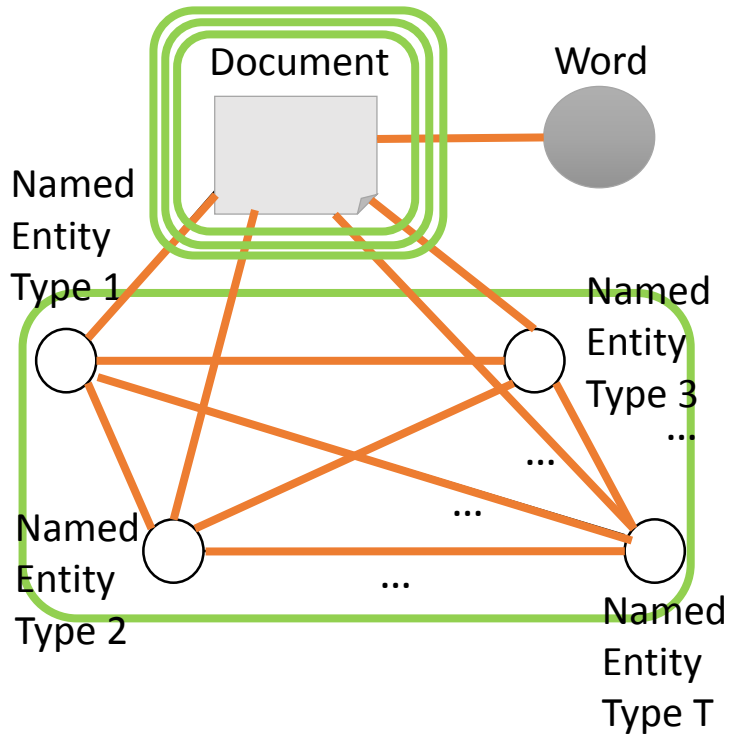 Document
Word
Named
Entity
Type 1
Named
Entity
Type 3
...
...
...
Named
Entity
Type 2
...
Named
Entity
Type T